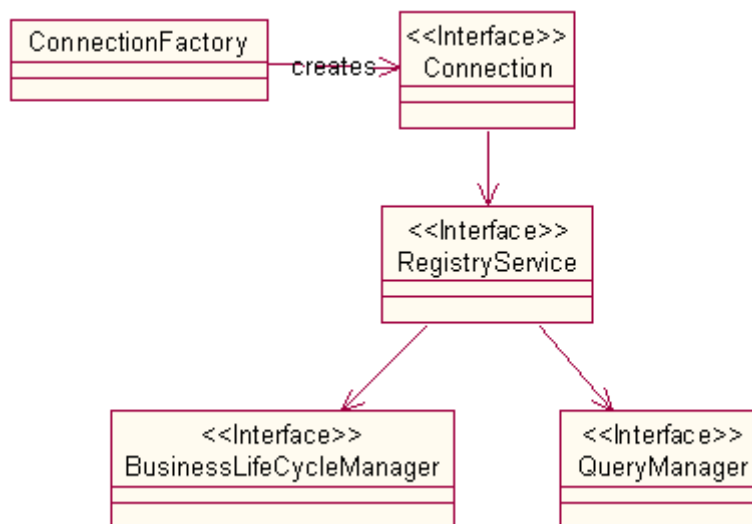 ConnectionFactory
creates
<<Interface>>
Connection
<<Interface>>
RegistryService
<<Interface>>
BusinessLifeCycleManager
<<Interface>>
QueryManager